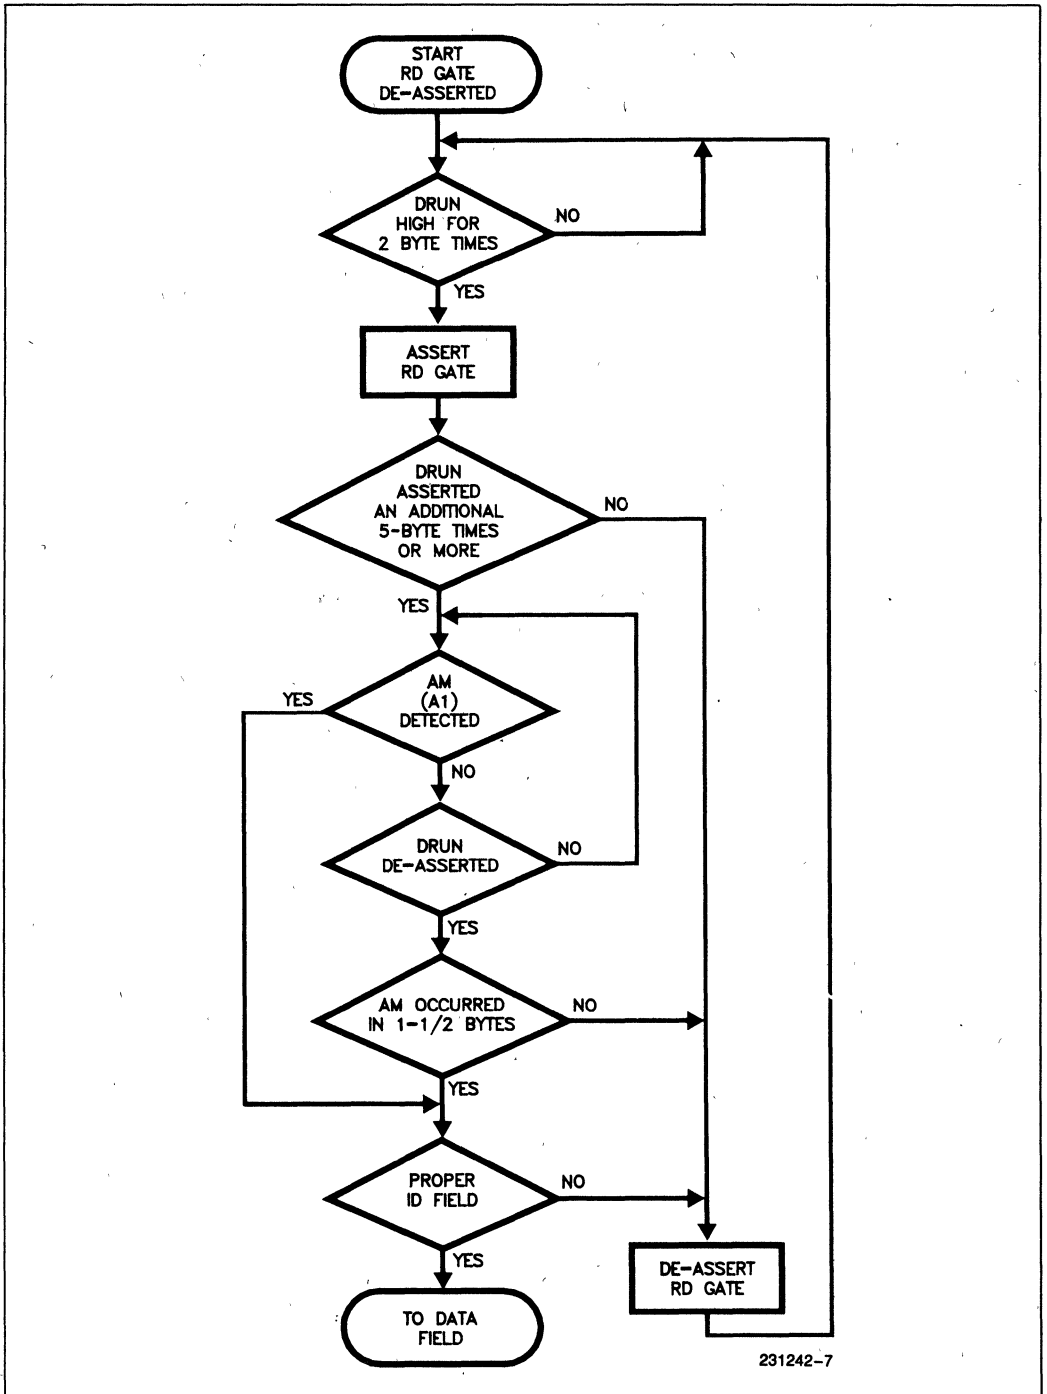 START
RD GATE
DE-ASSERTED
DRUN
HIGH FOR
2 BYTE TIMES
NO
YES
ASSERT
RD GATE
DRUN
ASSERTED
AN ADDITIONAL
5-BYTE TIMES
OR MORE
NO
YES
AM
(A1)
DETECTED
YES
NO
DRUN
DE-ASSERTED
NO
YES
AM OCCURRED
IN 1-1/2 BYTES
NO
YES
PROPER
ID FIELD
NO
YES
DE-ASSERT
RD GATE
TO DATA
FIELD
231242-7